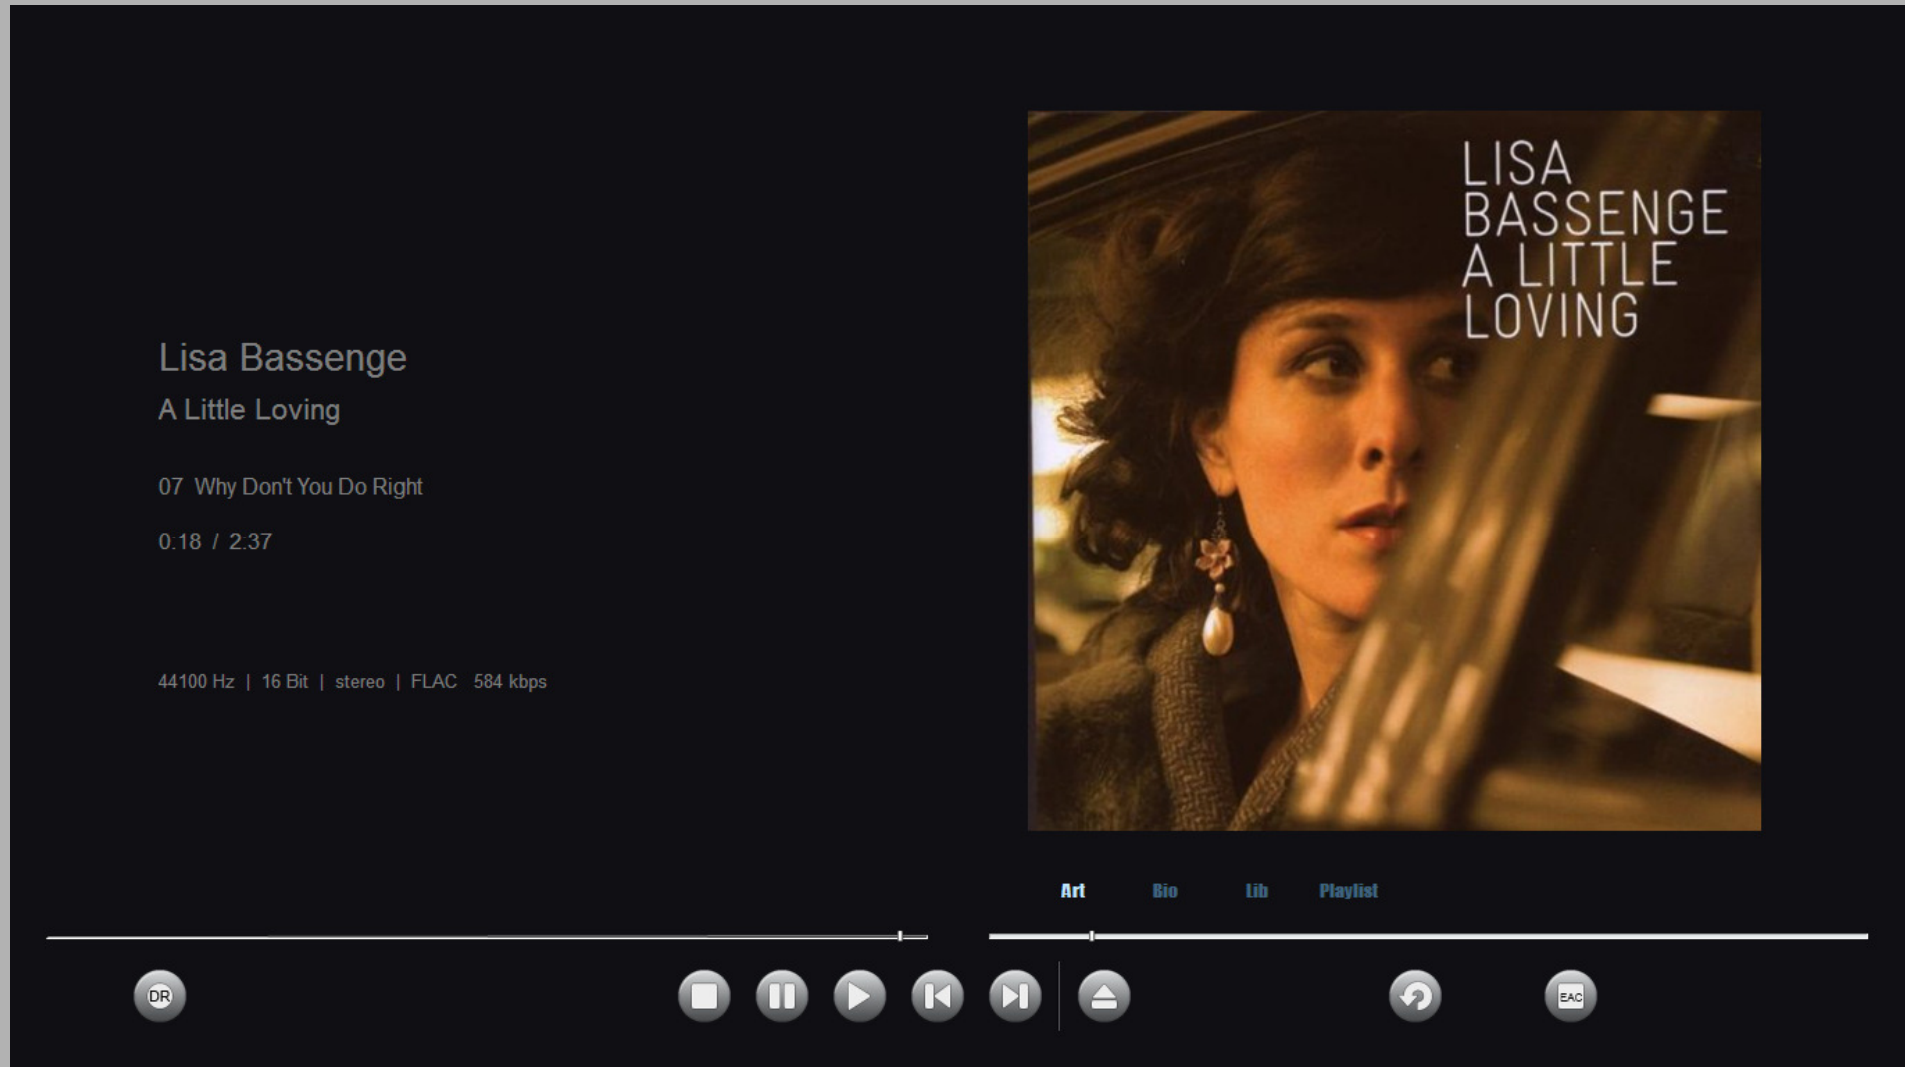 Lisa Bassenge
A Little Loving
07 Why Don't You Do Right
0:18 / 2:37
44100 Hz | 16 Bit | stereo | FLAC 584 kbps
LISA
BASSENGE
A LITTLE
LOVING
Art Bio Lib Playlist
DR
EAC